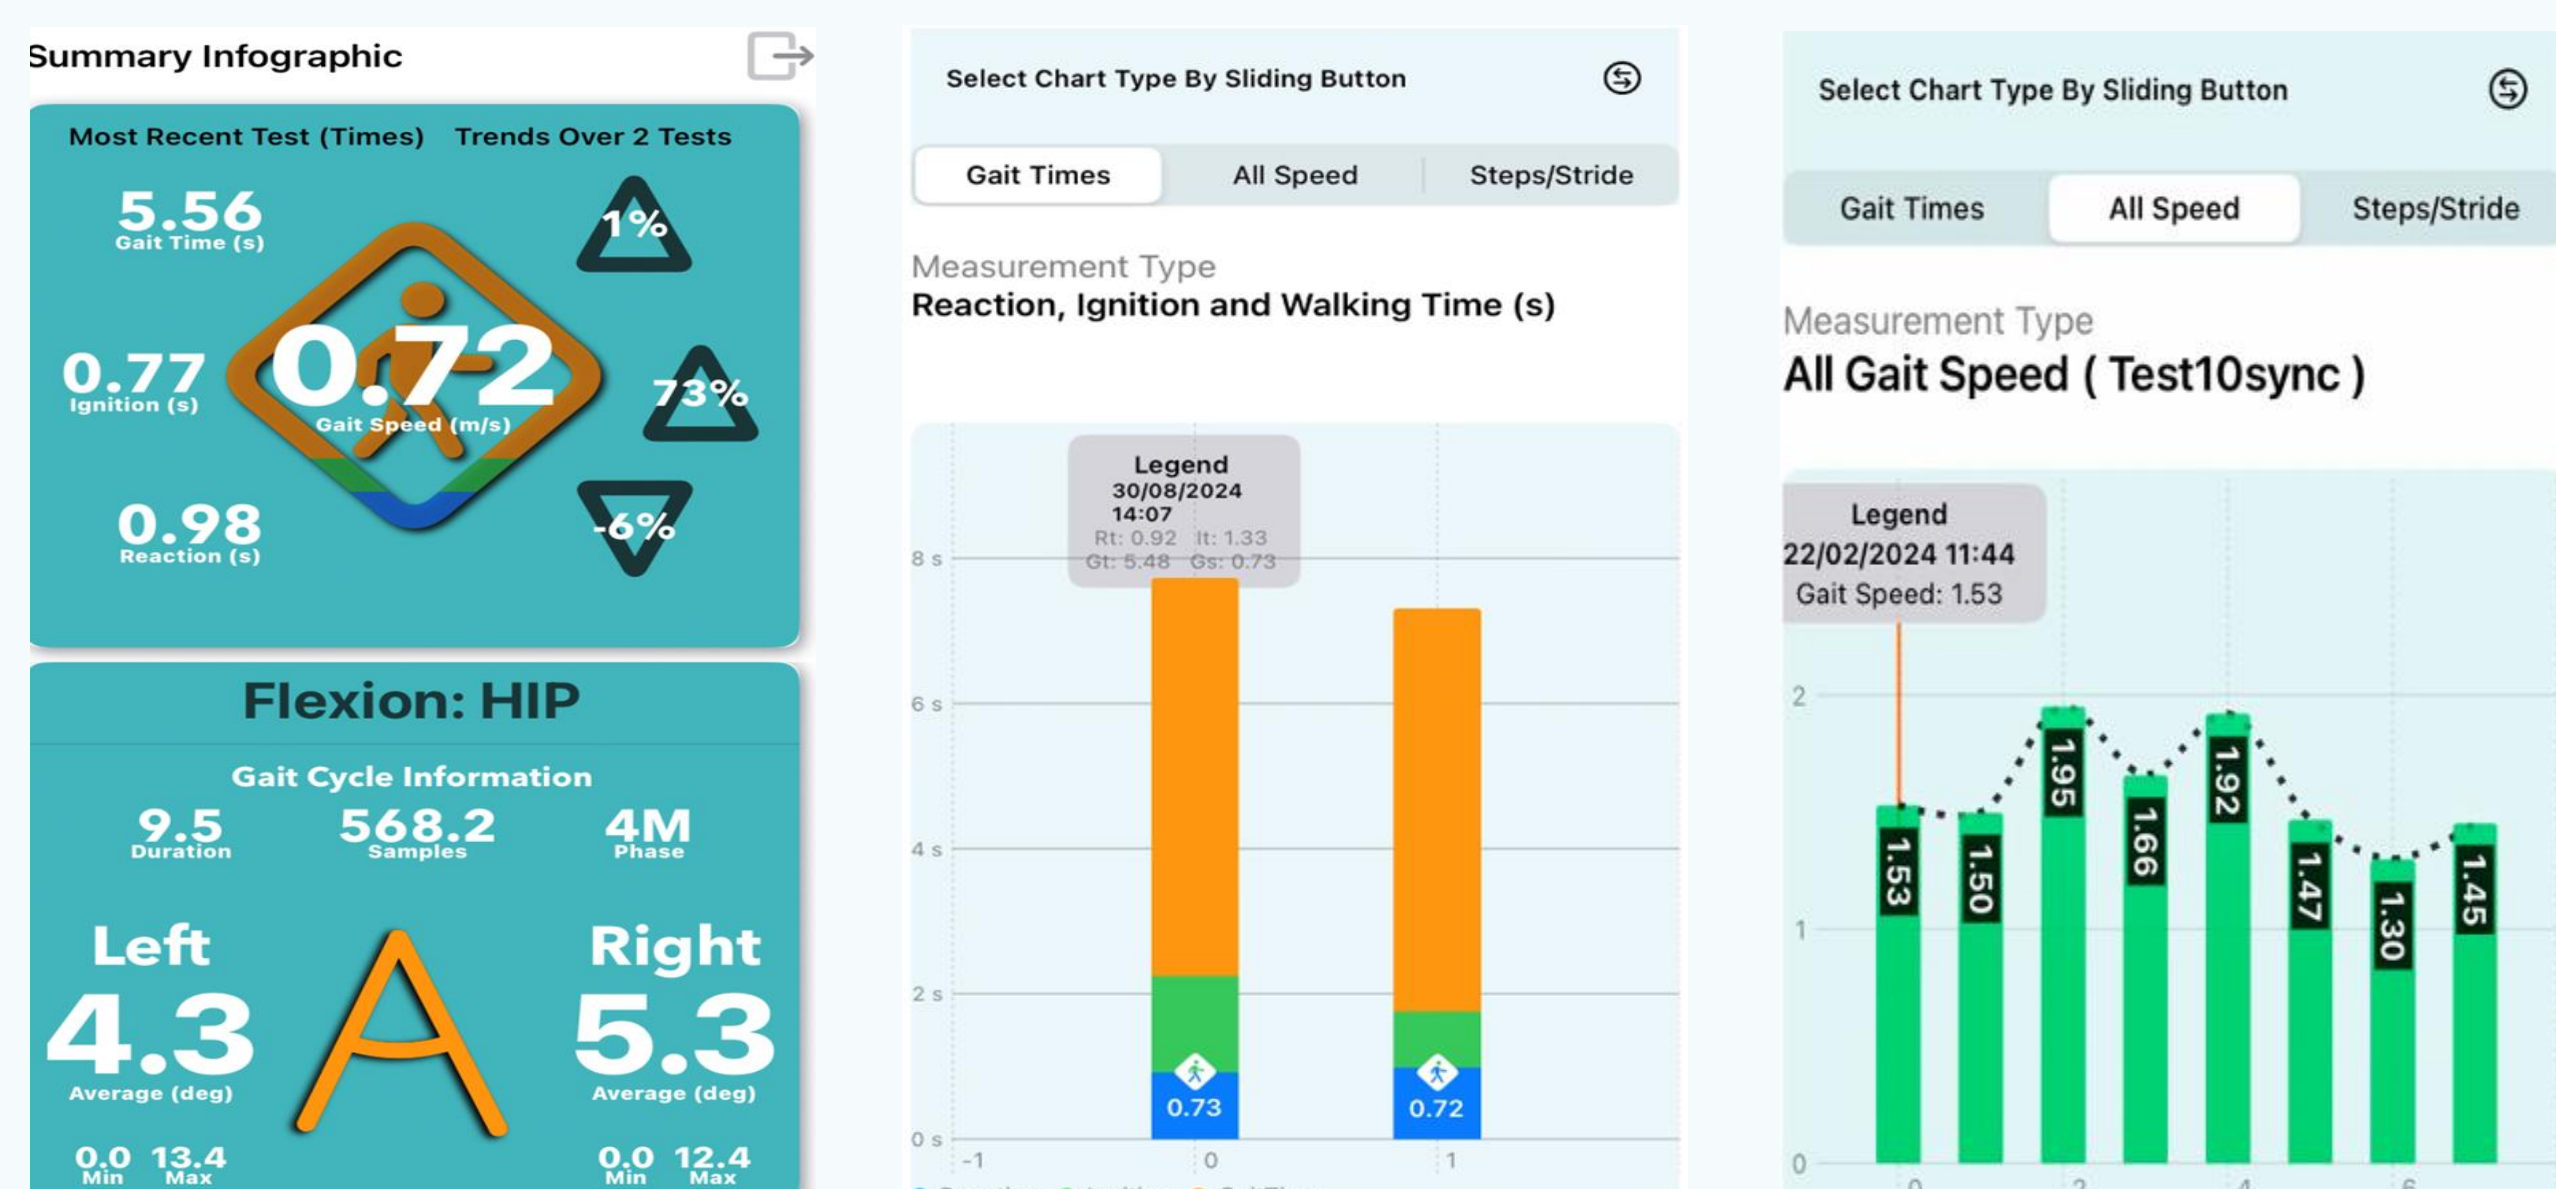 Summary Infographic
Most Recent Test (Times) Trends Over 2 Tests
5.56
Gait Time (s)
1%
0.77
Ignition (s)
0.72
Gait Speed (m/s)
73%
0.98
Reaction (s)
-6%
Flexion: HIP
Gait Cycle Information
9.5 568.2 4M
Duration Samples Phase
Left Right
4.3 5.3
Average (deg) Average (deg)
0.0 13.4 0.0 12.4
Min Max Min Max
Select Chart Type By Sliding Button
Gait Times All Speed Steps/Stride
Measurement Type
Reaction, Ignition and Walking Time (s)
Legend
30/08/2024
14:07
Rt: 0.92 It: 1.33
Gt: 5.48 Gs: 0.73
8 s
6 s
4 s
2 s
0 s
0.73 0.72
-1 0 1
Select Chart Type By Sliding Button
Gait Times All Speed Steps/Stride
Measurement Type
All Gait Speed ( Test10sync )
Legend
22/02/2024 11:44
Gait Speed: 1.53
2
1
0
1.53 1.50 1.95 1.66 1.92 1.47 1.30 1.45